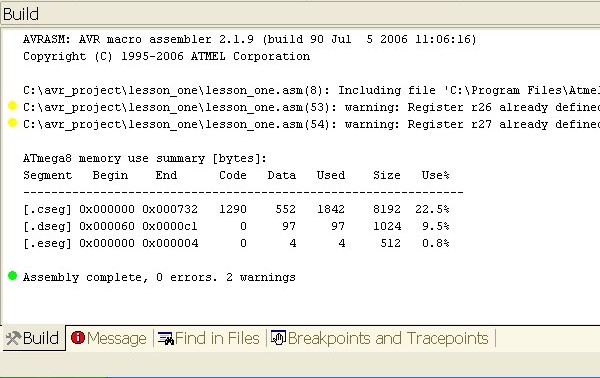 Build
AVRASM: AVR macro assembler 2.1.9 (build 90 Jul  5 2006 11:06:16)
Copyright (C) 1995-2006 ATMEL Corporation
C:\avr_project\lesson_one\lesson_one.asm(8): Including file 'C:\Program Files\Atmel
C:\avr_project\lesson_one\lesson_one.asm(53): warning: Register r26 already defined
C:\avr_project\lesson_one\lesson_one.asm(54): warning: Register r27 already defined
ATmega8 memory use summary [bytes]:
Segment   Begin    End      Code   Data   Used    Size   Use%
---------------------------------------------------------------
[.cseg] 0x000000 0x000732   1290    552   1842    8192  22.5%
[.dseg] 0x000060 0x0000c1      0     97     97    1024   9.5%
[.eseg] 0x000000 0x000004      0      4      4     512   0.8%
Assembly complete, 0 errors. 2 warnings
Build Message Find in Files Breakpoints and Tracepoints